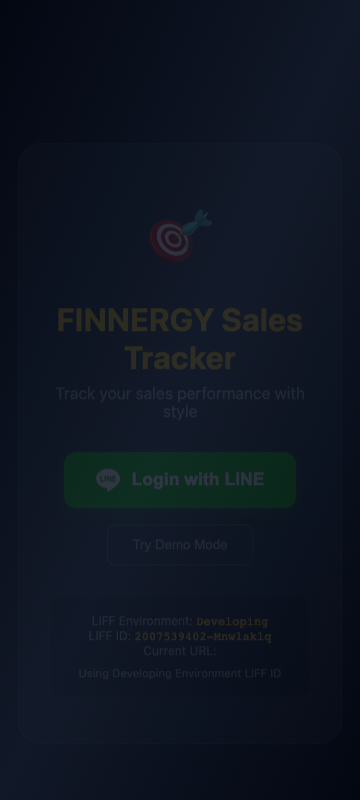 FINNERGY Sales
Tracker
Track your sales performance with
style
LINE Login with LINE
Try Demo Mode
LIFF Environment: Developing
LIFF ID: 2007539402-Mnwlaklq
Current URL:
Using Developing Environment LIFF ID